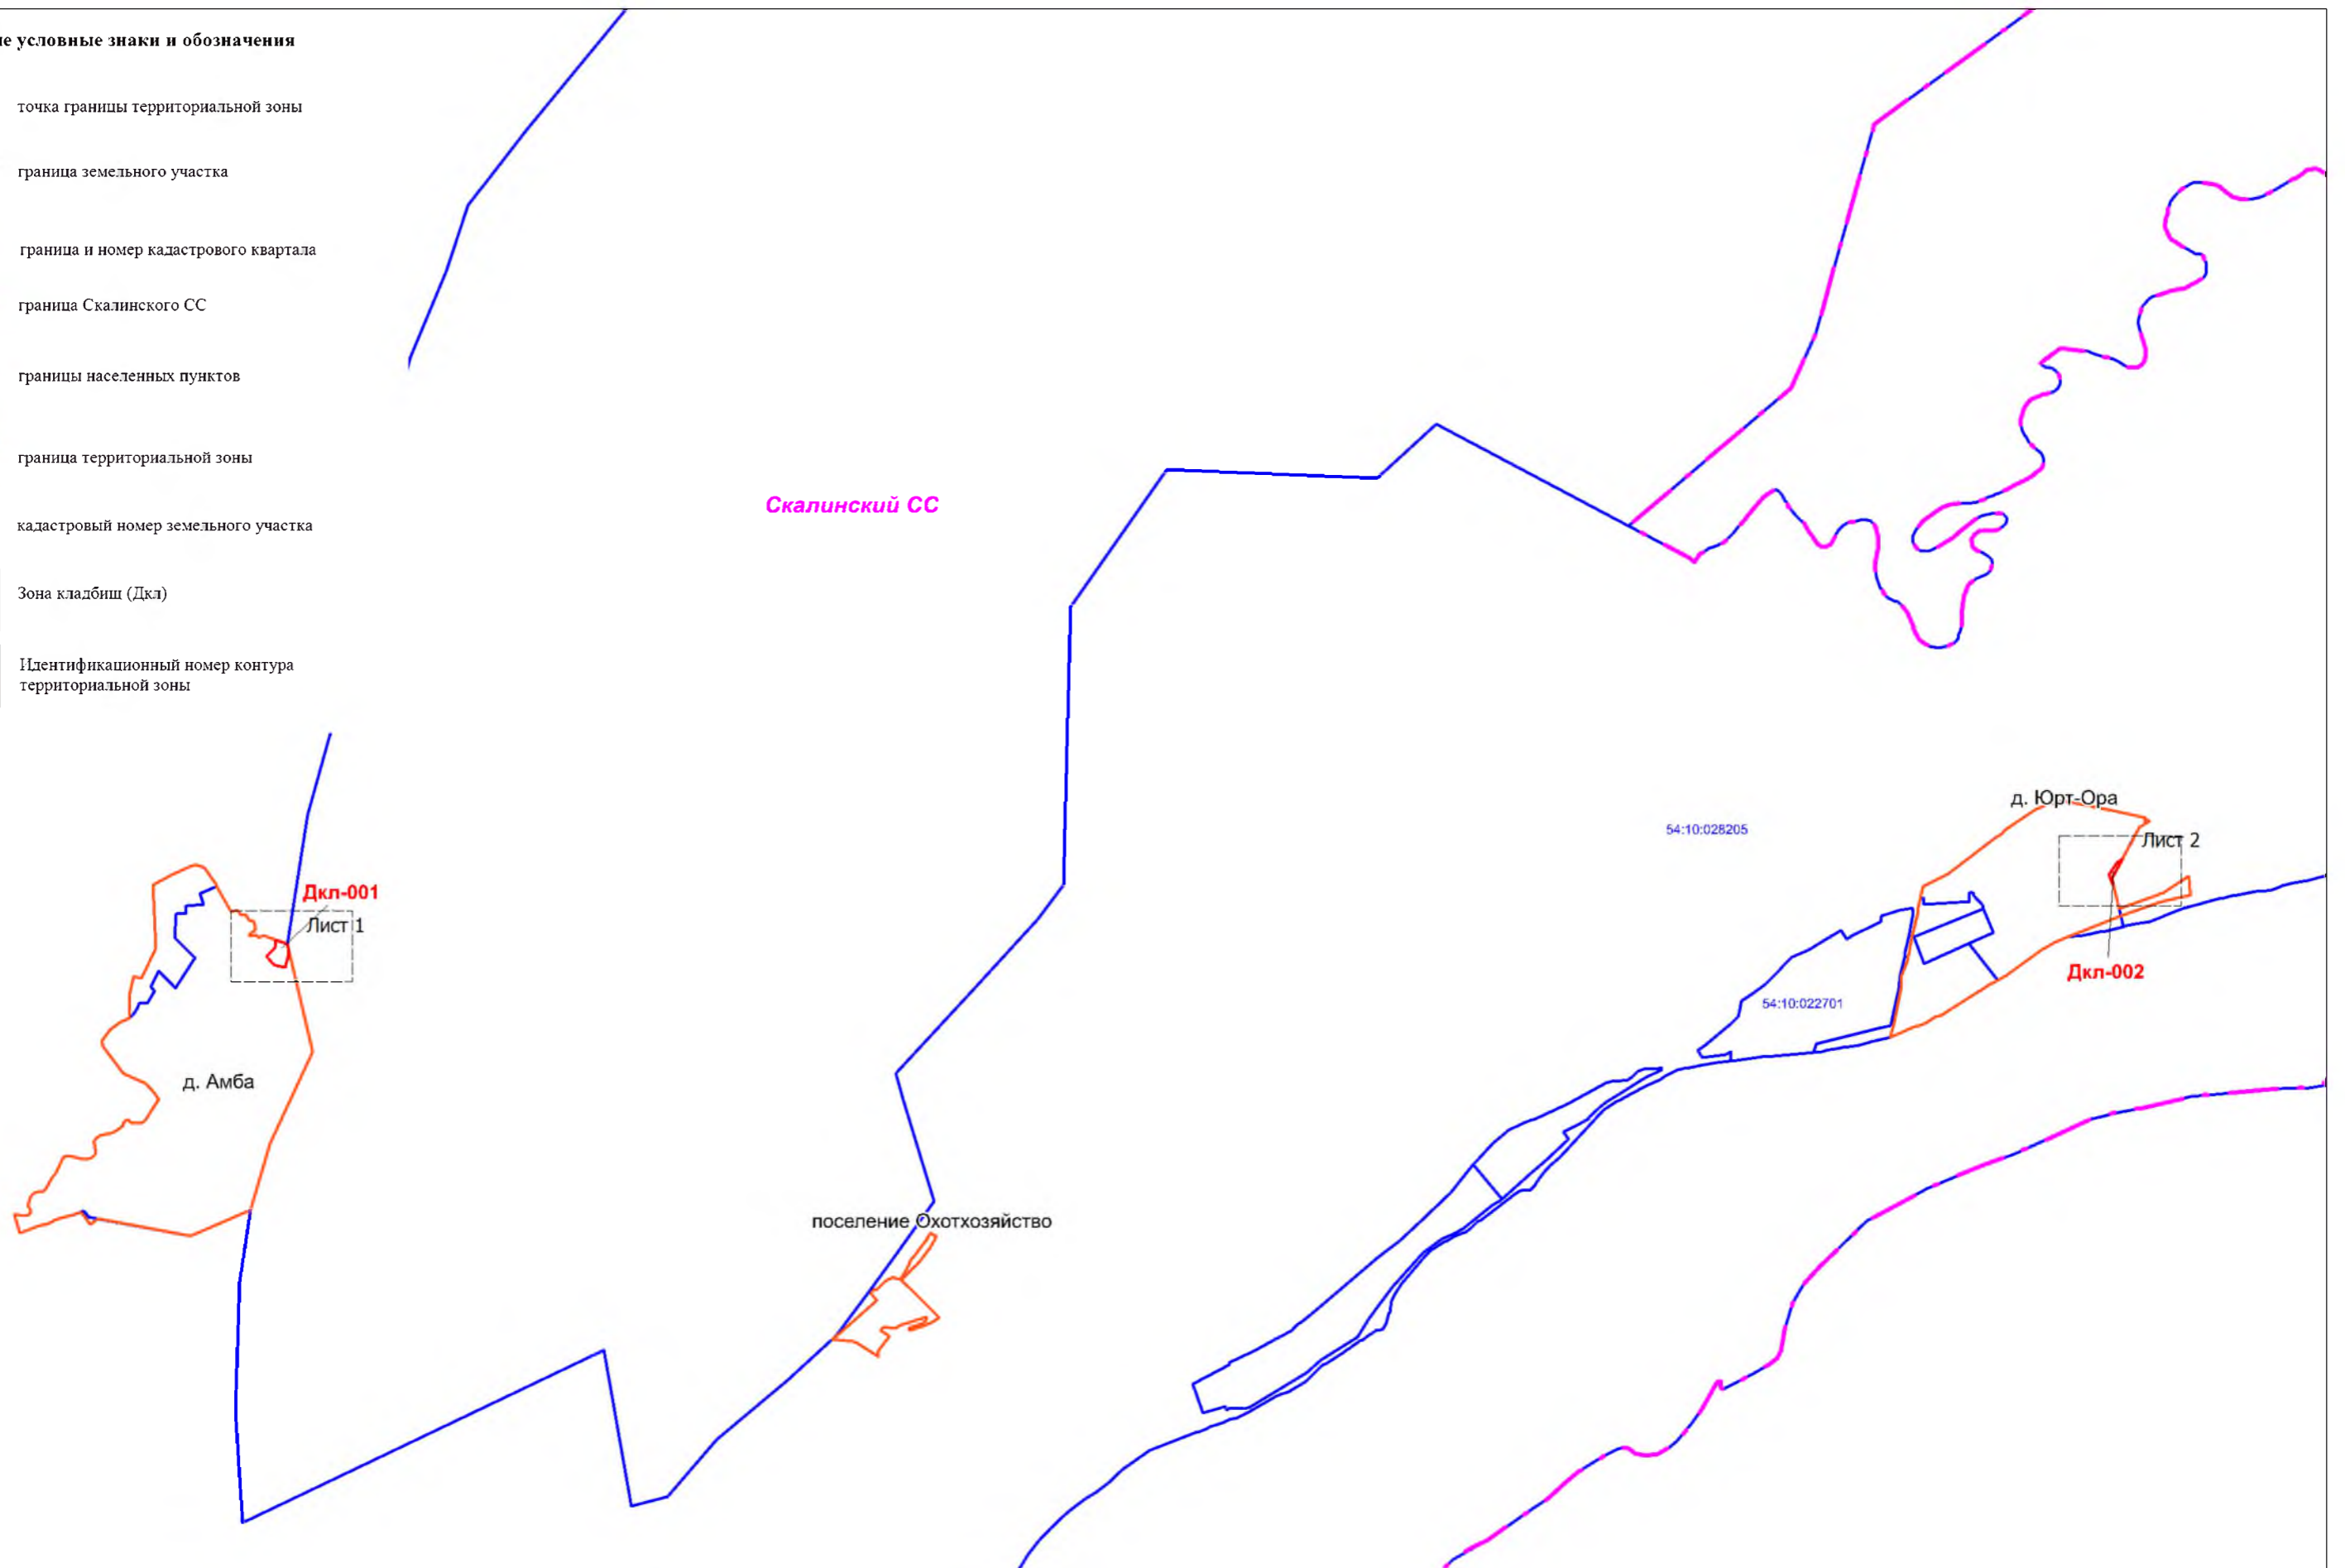 е условные знаки и обозначения
точка границы территориальной зоны
граница земельного участка
граница и номер кадастрового квартала
граница Скалинского СС
границы населенных пунктов
граница территориальной зоны
кадастровый номер земельного участка
Зона кладбищ (Дкл)
Идентификационный номер контура
территориальной зоны
Скалинский СС
д. Юрт-Ора
54:10:028205
Лист 2
Дкл-001
Лист 1
Дкл-002
54:10:022701
д. Амба
поселение Охотхозяйство